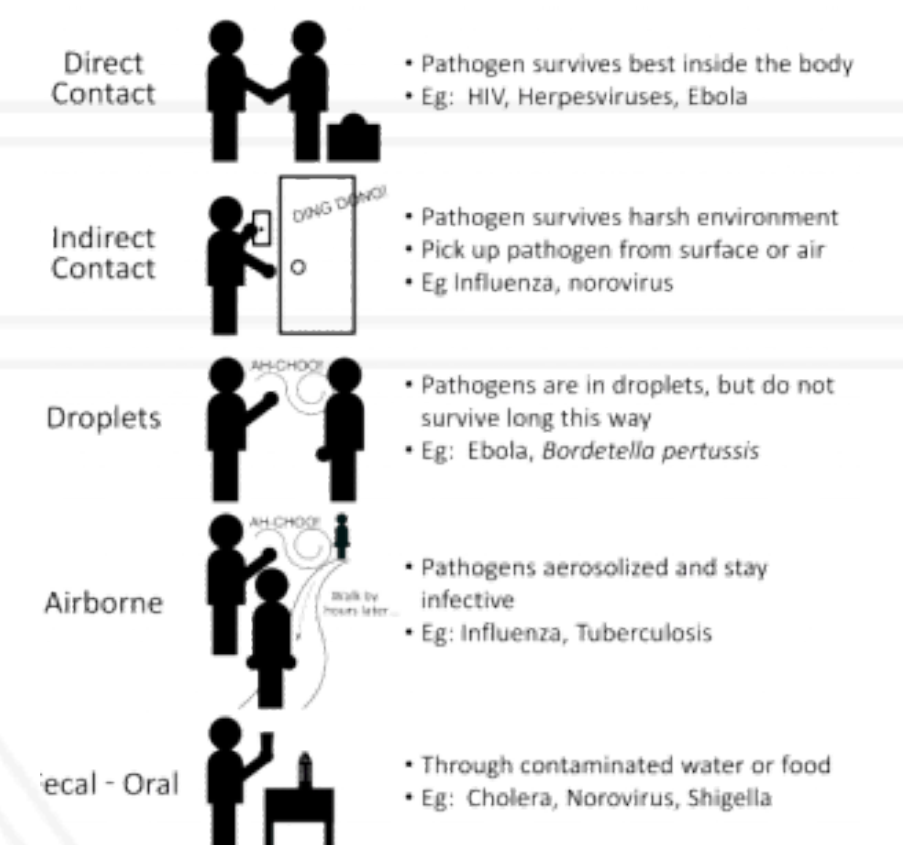 Direct
Contact
• Pathogen survives best inside the body
• Eg: HIV, Herpesviruses, Ebola
Indirect
Contact
DING DONG!
• Pathogen survives harsh environment
• Pick up pathogen from surface or air
• Eg Influenza, norovirus
Droplets
AH-CHOO!
• Pathogens are in droplets, but do not
survive long this way
• Eg: Ebola, Bordetella pertussis
Airborne
AH-CHOO!
Walk by
hours later...
• Pathogens aerosolized and stay
infective
• Eg: Influenza, Tuberculosis
ecal - Oral
• Through contaminated water or food
• Eg: Cholera, Norovirus, Shigella